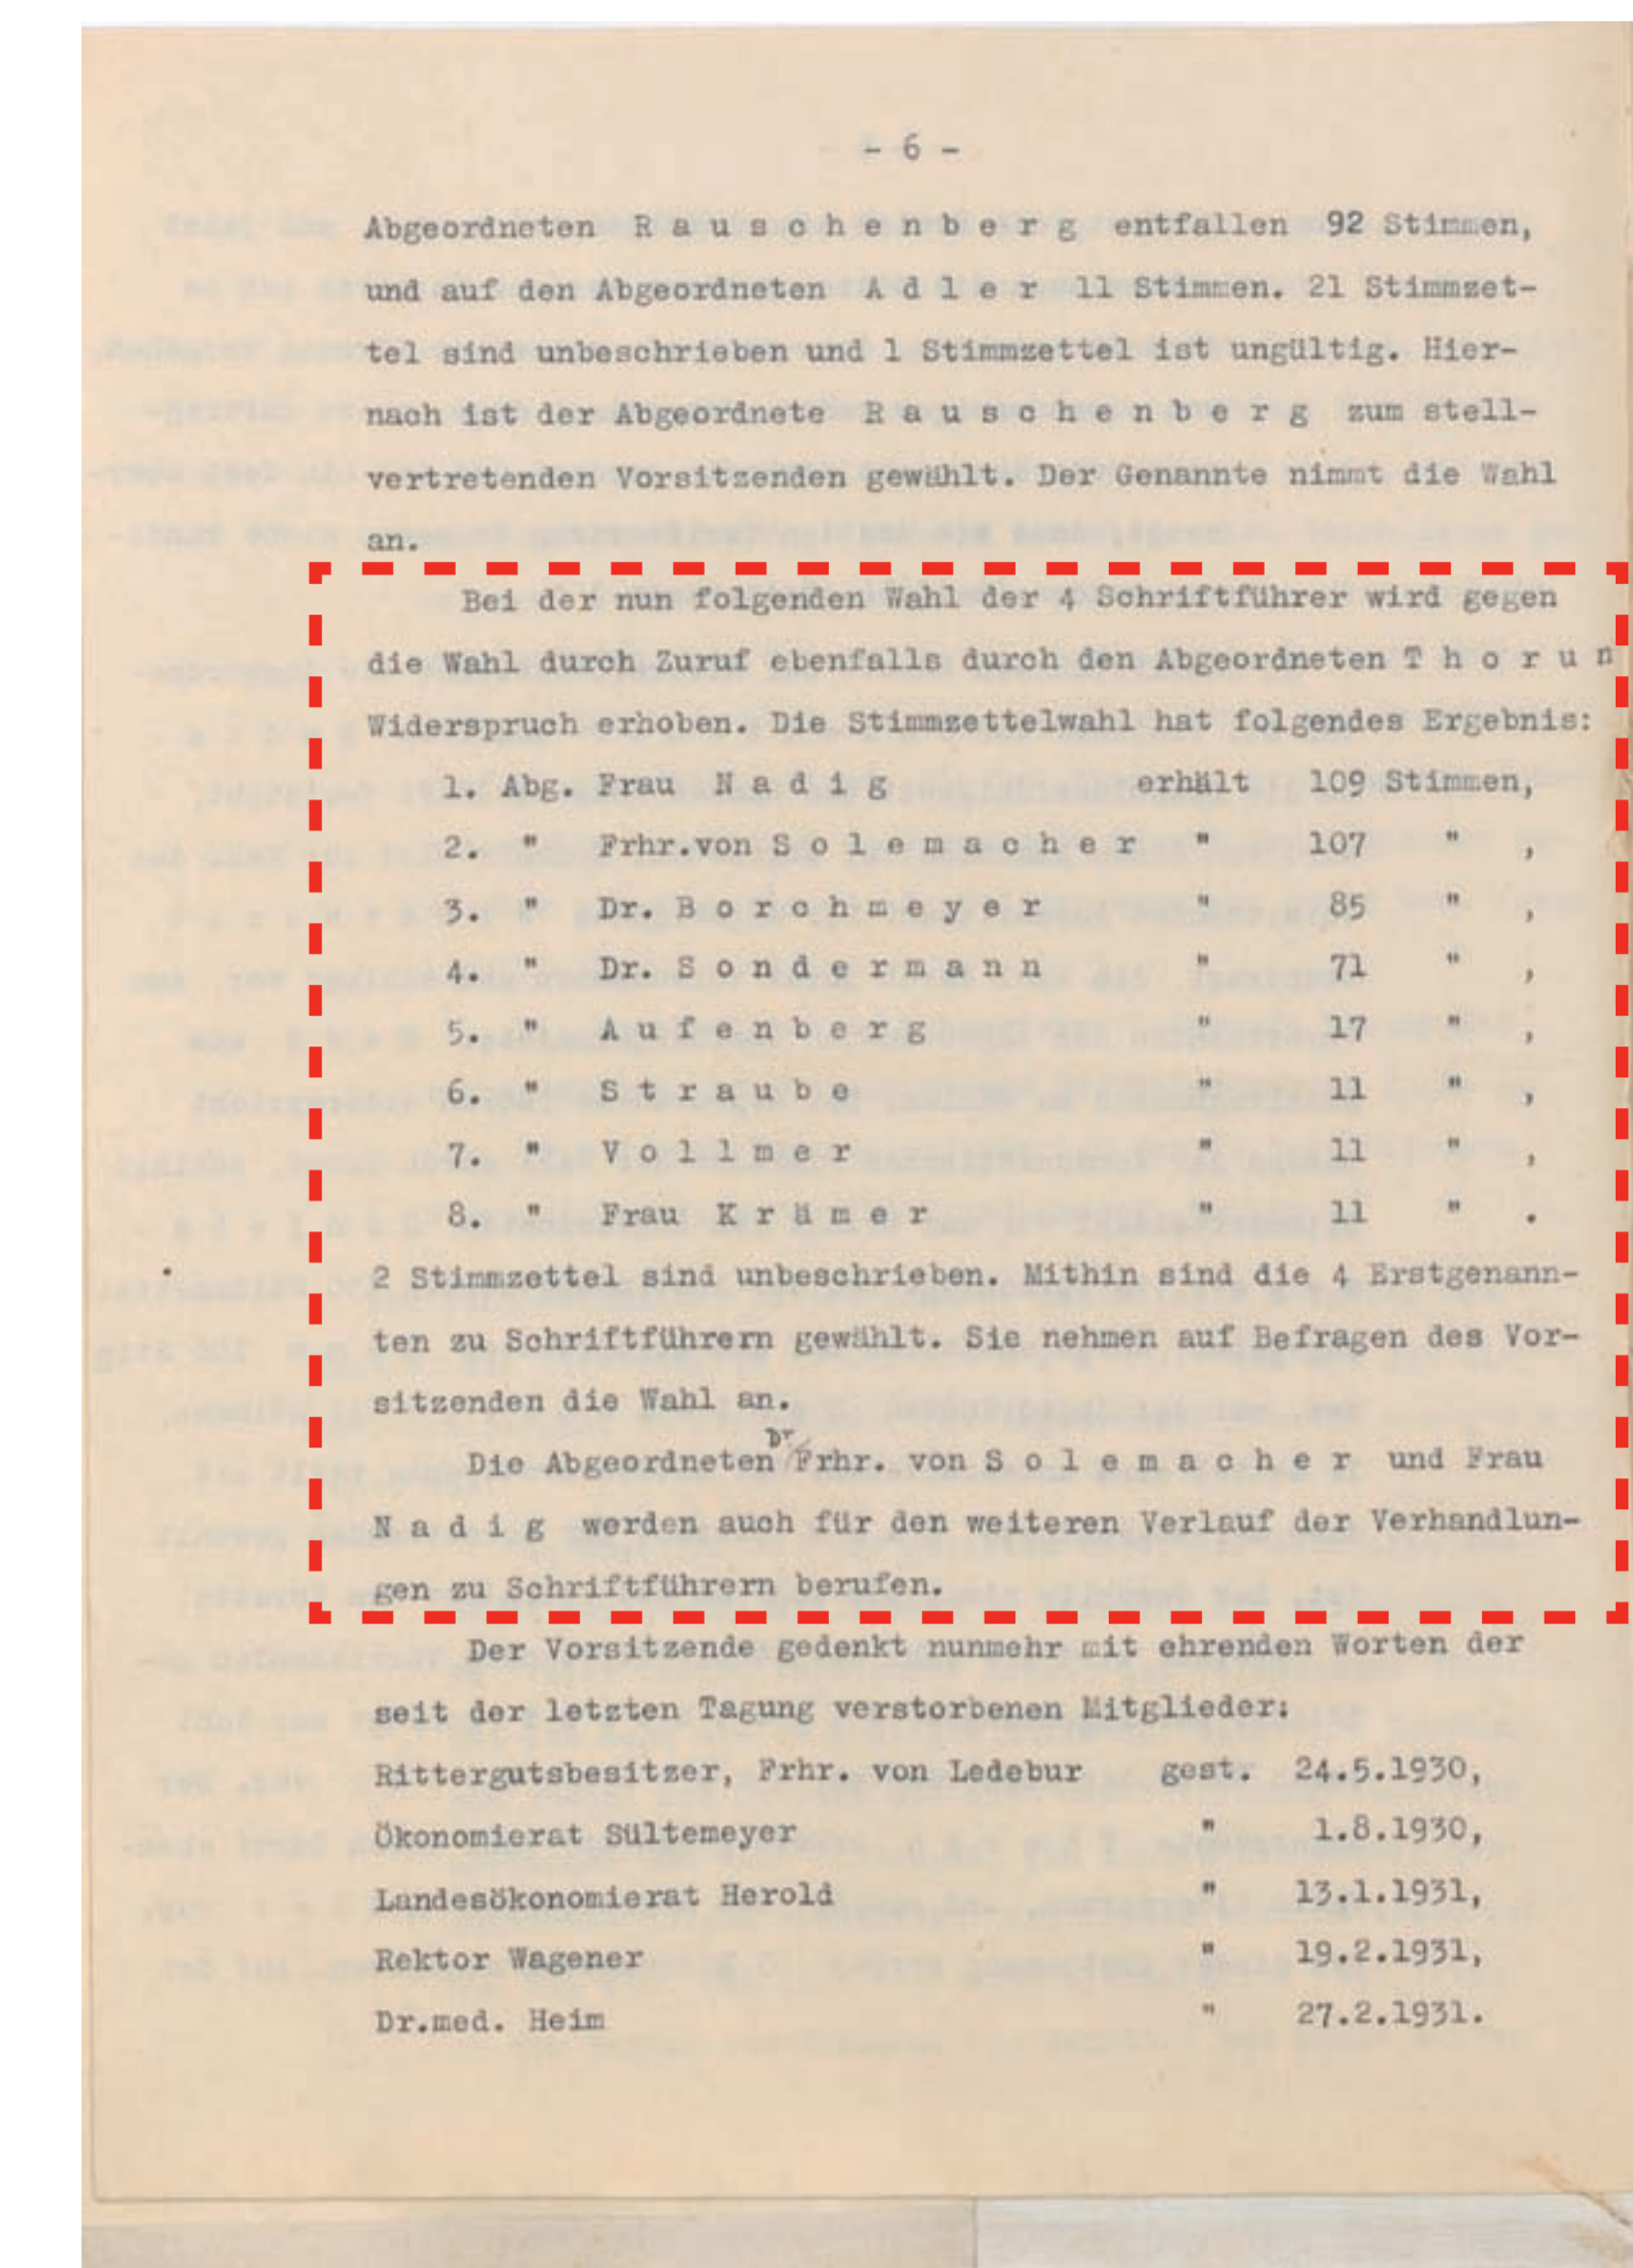 - 6 -
Abgeordneten R a u s c h e n b e r g entfallen 92 Stimmen,
und auf den Abgeordneten A d l e r 11 Stimmen. 21 Stimmzet-
tel sind unbeschrieben und 1 Stimmzettel ist ungültig. Hier-
nach ist der Abgeordnete R a u s c h e n b e r g zum stell-
vertretenden Vorsitzenden gewählt. Der Genannte nimmt die Wahl
an.
Bei der nun folgenden Wahl der 4 Schriftführer wird gegen
die Wahl durch Zuruf ebenfalls durch den Abgeordneten T h o r u n
Widerspruch erhoben. Die Stimmzettelwahl hat folgendes Ergebnis:
1. Abg. Frau N a d i g erhält 109 Stimmen,
2. " Frhr.von S o l e m a c h e r " 107 " ,
3. " Dr. B o r c h m e y e r " 85 " ,
4. " Dr. S o n d e r m a n n " 71 " ,
5. " A u f e n b e r g " 17 " ,
6. " S t r a u b e " 11 " ,
7. " V o l l m e r " 11 " ,
8. " Frau K r ä m e r " 11 " .
2 Stimmzettel sind unbeschrieben. Mithin sind die 4 Erstgenann-
ten zu Schriftführern gewählt. Sie nehmen auf Befragen des Vor-
sitzenden die Wahl an.
Die Abgeordneten Dr Frhr. von S o l e m a c h e r und Frau
N a d i g werden auch für den weiteren Verlauf der Verhandlun-
gen zu Schriftführern berufen.
Der Vorsitzende gedenkt nunmehr mit ehrenden Worten der
seit der letzten Tagung verstorbenen Mitglieder:
Rittergutsbesitzer, Frhr. von Ledebur gest. 24.5.1930,
Ökonomierat Sültemeyer " 1.8.1930,
Landesökonomierat Herold " 13.1.1931,
Rektor Wagener " 19.2.1931,
Dr.med. Heim " 27.2.1931.